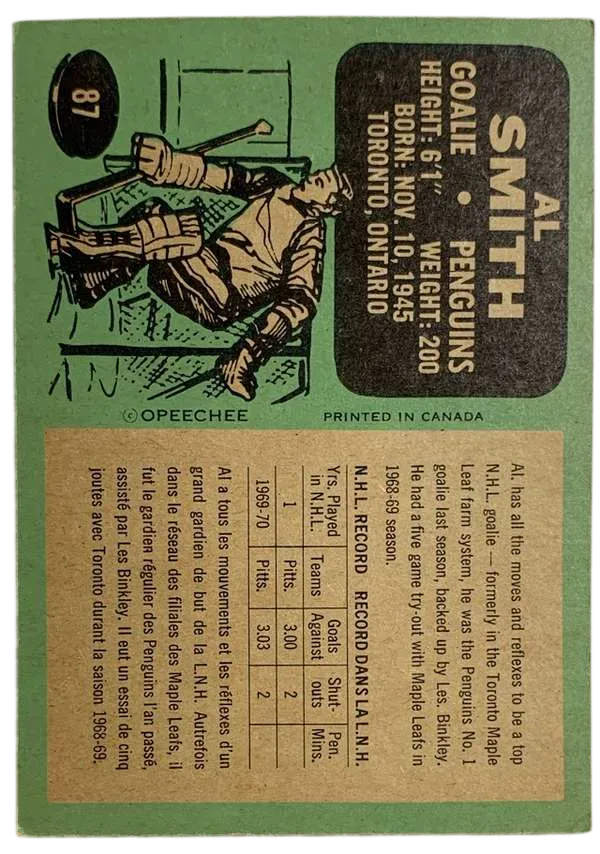 AL
SMITH
GOALIE • PENGUINS
HEIGHT: 6'1" WEIGHT: 200
BORN: NOV. 10, 1945
TORONTO, ONTARIO
87
© OPEECHEE
PRINTED IN CANADA
Al. has all the moves and reflexes to be a top
N.H.L. goalie — formerly in the Toronto Maple
Leaf farm system, he was the Penguins No. 1
goalie last season, backed up by Les. Binkley.
He had a five game try-out with Maple Leafs in
1968-69 season.
N.H.L. RECORD RECORD DANS LA L.N.H.
Yrs. Played in N.H.L. Teams Goals Against Shut-outs Pen. Mins.
1 Pitts. 3.00 2
1969-70 Pitts. 3.03 2
Al a tous les mouvements et les réflexes d'un
grand gardien de but de la L.N.H. Autrefois
dans le réseau des filiales des Maple Leafs, il
fut le gardien régulier des Penguins l'an passé,
assisté par Les Binkley. Il eut un essai de cinq
joutes avec Toronto durant la saison 1968-69.